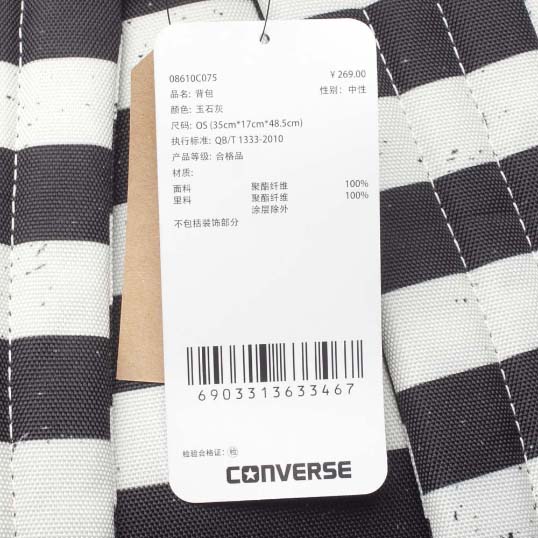 08610C075 ￥269.00
品名: 背包 性别: 中性
颜色: 玉石灰
尺码: OS (35cm*17cm*48.5cm)
执行标准: QB/T 1333-2010
产品等级: 合格品
材质:
面料 聚酯纤维 100%
里料 聚酯纤维 100%
涂层除外
不包括装饰部分
6903313633467
检验合格证: 检
CONVERSE